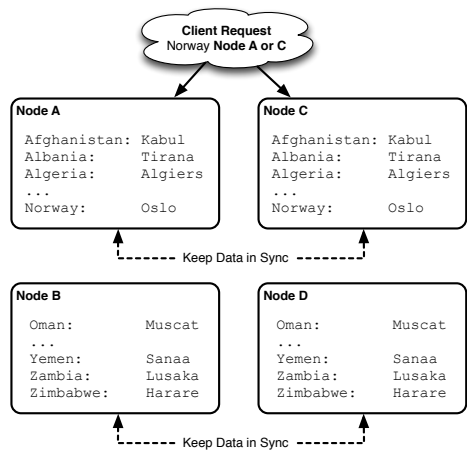 Client Request
Norway Node A or C
Node A
Afghanistan: Kabul
Albania: Tirana
Algeria: Algiers
...
Norway: Oslo
Node C
Afghanistan: Kabul
Albania: Tirana
Algeria: Algiers
...
Norway: Oslo
Keep Data in Sync
Node B
Oman: Muscat
...
Yemen: Sanaa
Zambia: Lusaka
Zimbabwe: Harare
Node D
Oman: Muscat
...
Yemen: Sanaa
Zambia: Lusaka
Zimbabwe: Harare
Keep Data in Sync